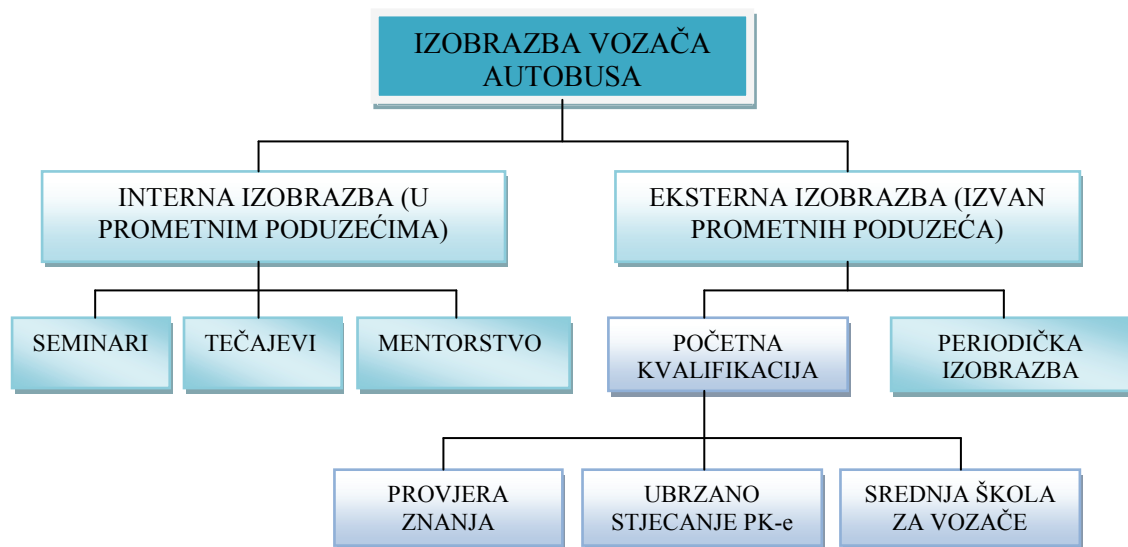 IZOBRAZBA VOZAČA
AUTOBUSA
INTERNA IZOBRAZBA (U
PROMETNIM PODUZEĆIMA)
EKSTERNA IZOBRAZBA (IZVAN
PROMETNIH PODUZEĆA)
SEMINARI
TEČAJEVI
MENTORSTVO
POČETNA
KVALIFIKACIJA
PERIODIČKA
IZOBRAZBA
PROVJERA
ZNANJA
UBRZANO
STJECANJE PK-e
SREDNJA ŠKOLA
ZA VOZAČE